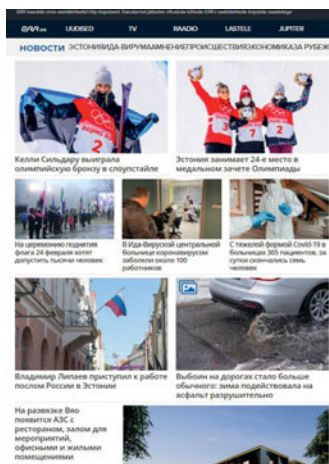 err.ee UUDISED TV RAADIO LASTELE JUPITER
НОВОСТИ ЭСТОНИЯ ИДА-ВИРУМАА МНЕНИЕ ПРОИСШЕСТВИЯ ЭКОНОМИКА ЗА РУБЕЖ
Келли Сильдару выиграла
олимпийскую бронзу в слоупстайле
Эстония занимает 24-е место в
медальном зачете Олимпиады
На церемонию поднятия
флага 24 февраля хотят
допустить тысячи человек
В Ида-Вируской центральной
больнице коронавирусом
заболели около 100
работников
С тяжелой формой Covid-19 в
больницах 305 пациентов, за
сутки скончались семь
человек
Владимир Липаев приступил к работе
послом России в Эстонии
Выбоин на дорогах стало больше
обычного: зима подействовала на
асфальт разрушительно
На развязке Вяо
появится АЗС с
рестораном, залом для
мероприятий,
офисными и жилыми
помещениями